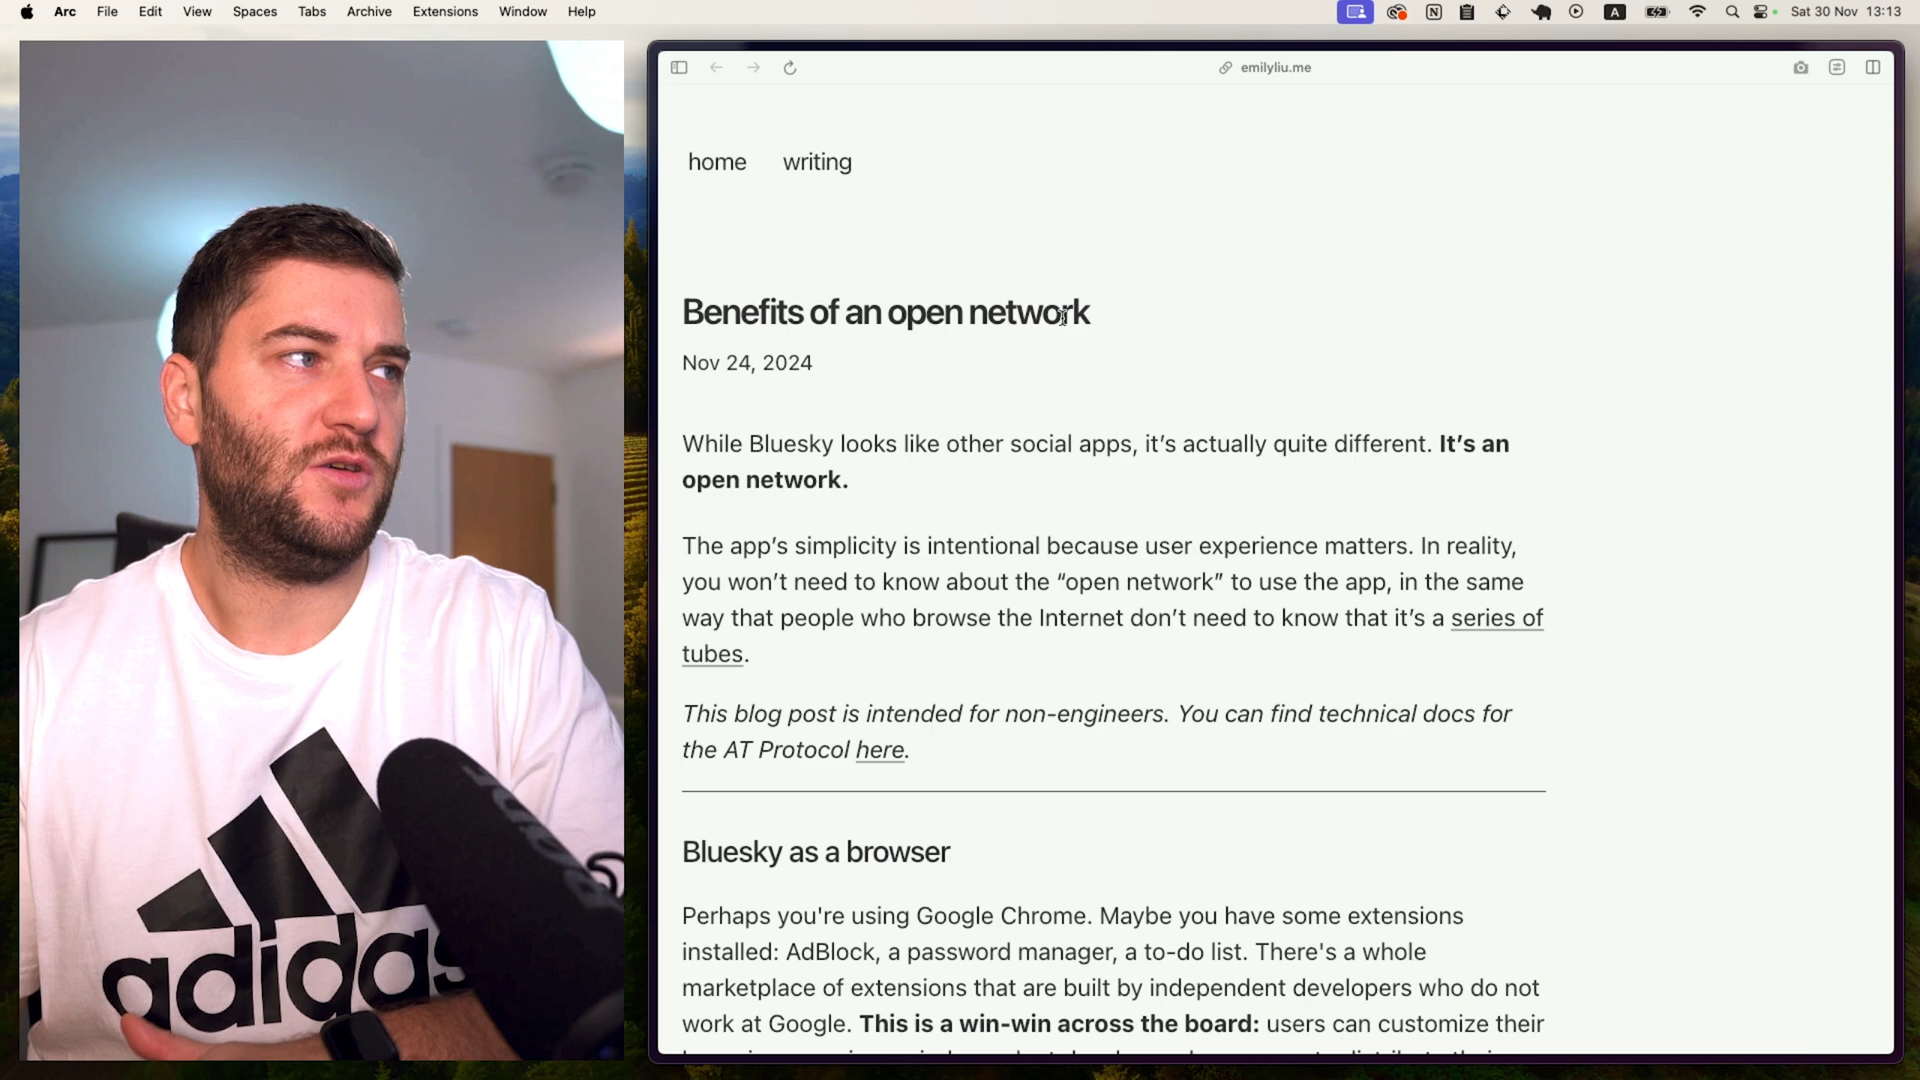 Arc File Edit View Spaces Tabs Archive Extensions Window Help
A
Sat 30 Nov 13:13
emilyliu.me
home writing
Benefits of an open network
Nov 24, 2024
While Bluesky looks like other social apps, it’s actually quite different. It’s an
open network.
The app’s simplicity is intentional because user experience matters. In reality,
you won’t need to know about the “open network” to use the app, in the same
way that people who browse the Internet don’t need to know that it’s a series of
tubes.
This blog post is intended for non-engineers. You can find technical docs for
the AT Protocol here.
Bluesky as a browser
Perhaps you're using Google Chrome. Maybe you have some extensions
installed: AdBlock, a password manager, a to-do list. There's a whole
marketplace of extensions that are built by independent developers who do not
work at Google. This is a win-win across the board: users can customize their
adidas
RODE